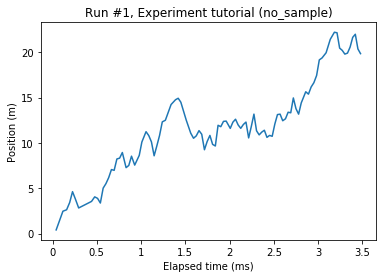 Run #1, Experiment tutorial (no_sample)
Position (m)
20
15
10
5
0
0 0.5 1 1.5 2 2.5 3 3.5
Elapsed time (ms)